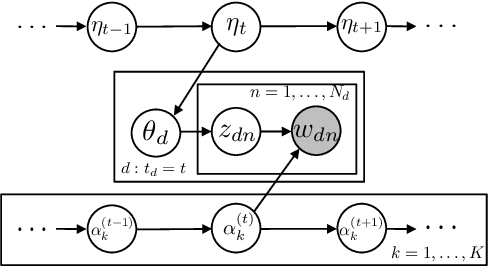 ⋯ η_{t−1} η_t η_{t+1} ⋯
n = 1, …, N_d
θ_d z_{dn} w_{dn}
d : t_d = t
⋯ α_k^{(t−1)} α_k^{(t)} α_k^{(t+1)} ⋯
k = 1, …, K